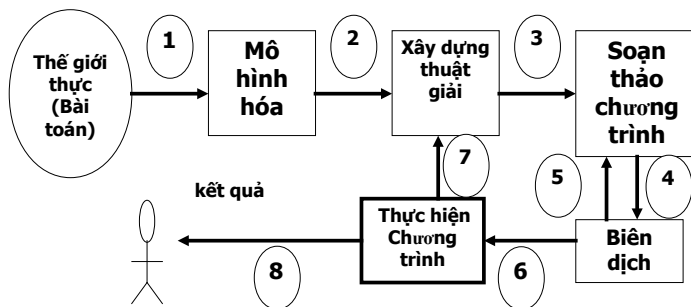 1
2
3
Thế giới
thực
(Bài
toán)
Mô
hình
hóa
Xây dựng
thuật
giải
Soạn
thảo
chương
trình
7
5
4
kết quả
Thực hiện
Chương
trình
Biên
dịch
8
6